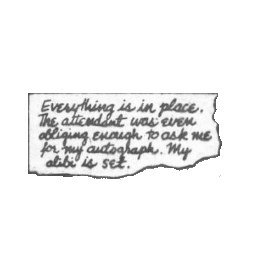 Everything is in place.
The attendant was even
obliging enough to ask me
for my autograph. My
alibi is set.